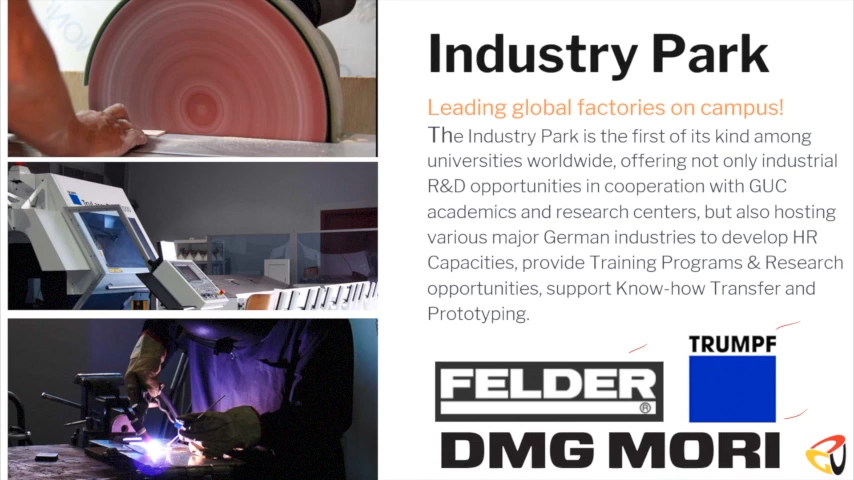 Industry Park
Leading global factories on campus!
The Industry Park is the first of its kind among
universities worldwide, offering not only industrial
R&D opportunities in cooperation with GUC
academics and research centers, but also hosting
various major German industries to develop HR
Capacities, provide Training Programs & Research
opportunities, support Know-how Transfer and
Prototyping.
TRUMPF
FELDER®
DMG MORI